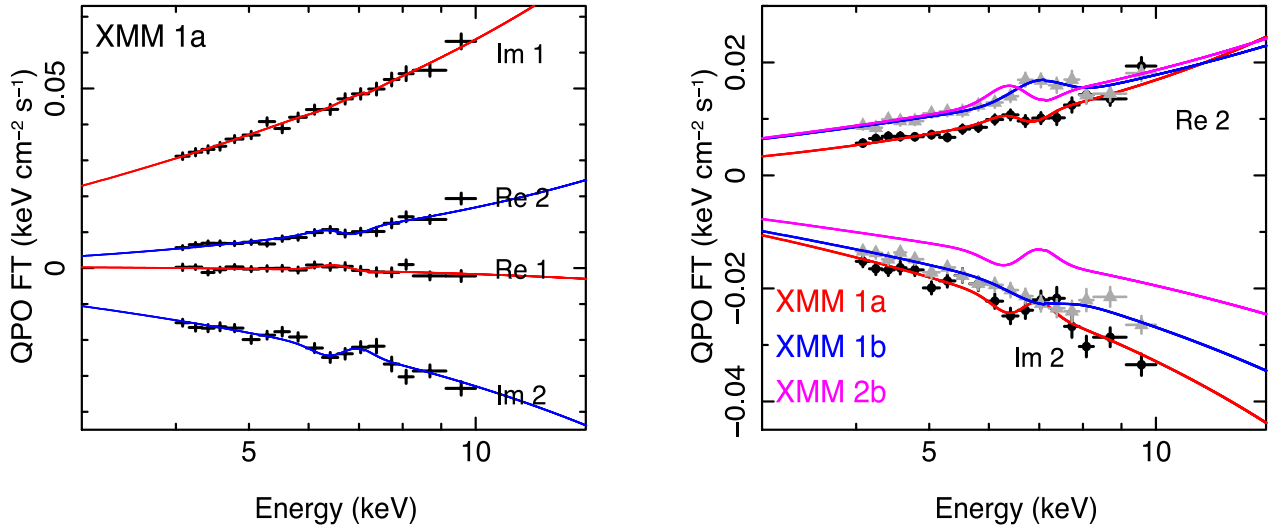 XMM 1a
Im 1
Re 2
Re 1
Im 2
0.05
0
QPO FT (keV cm⁻² s⁻¹)
5
10
Energy (keV)
Re 2
Im 2
XMM 1a
XMM 1b
XMM 2b
0.02
0
−0.02
−0.04
QPO FT (keV cm⁻² s⁻¹)
5
10
Energy (keV)